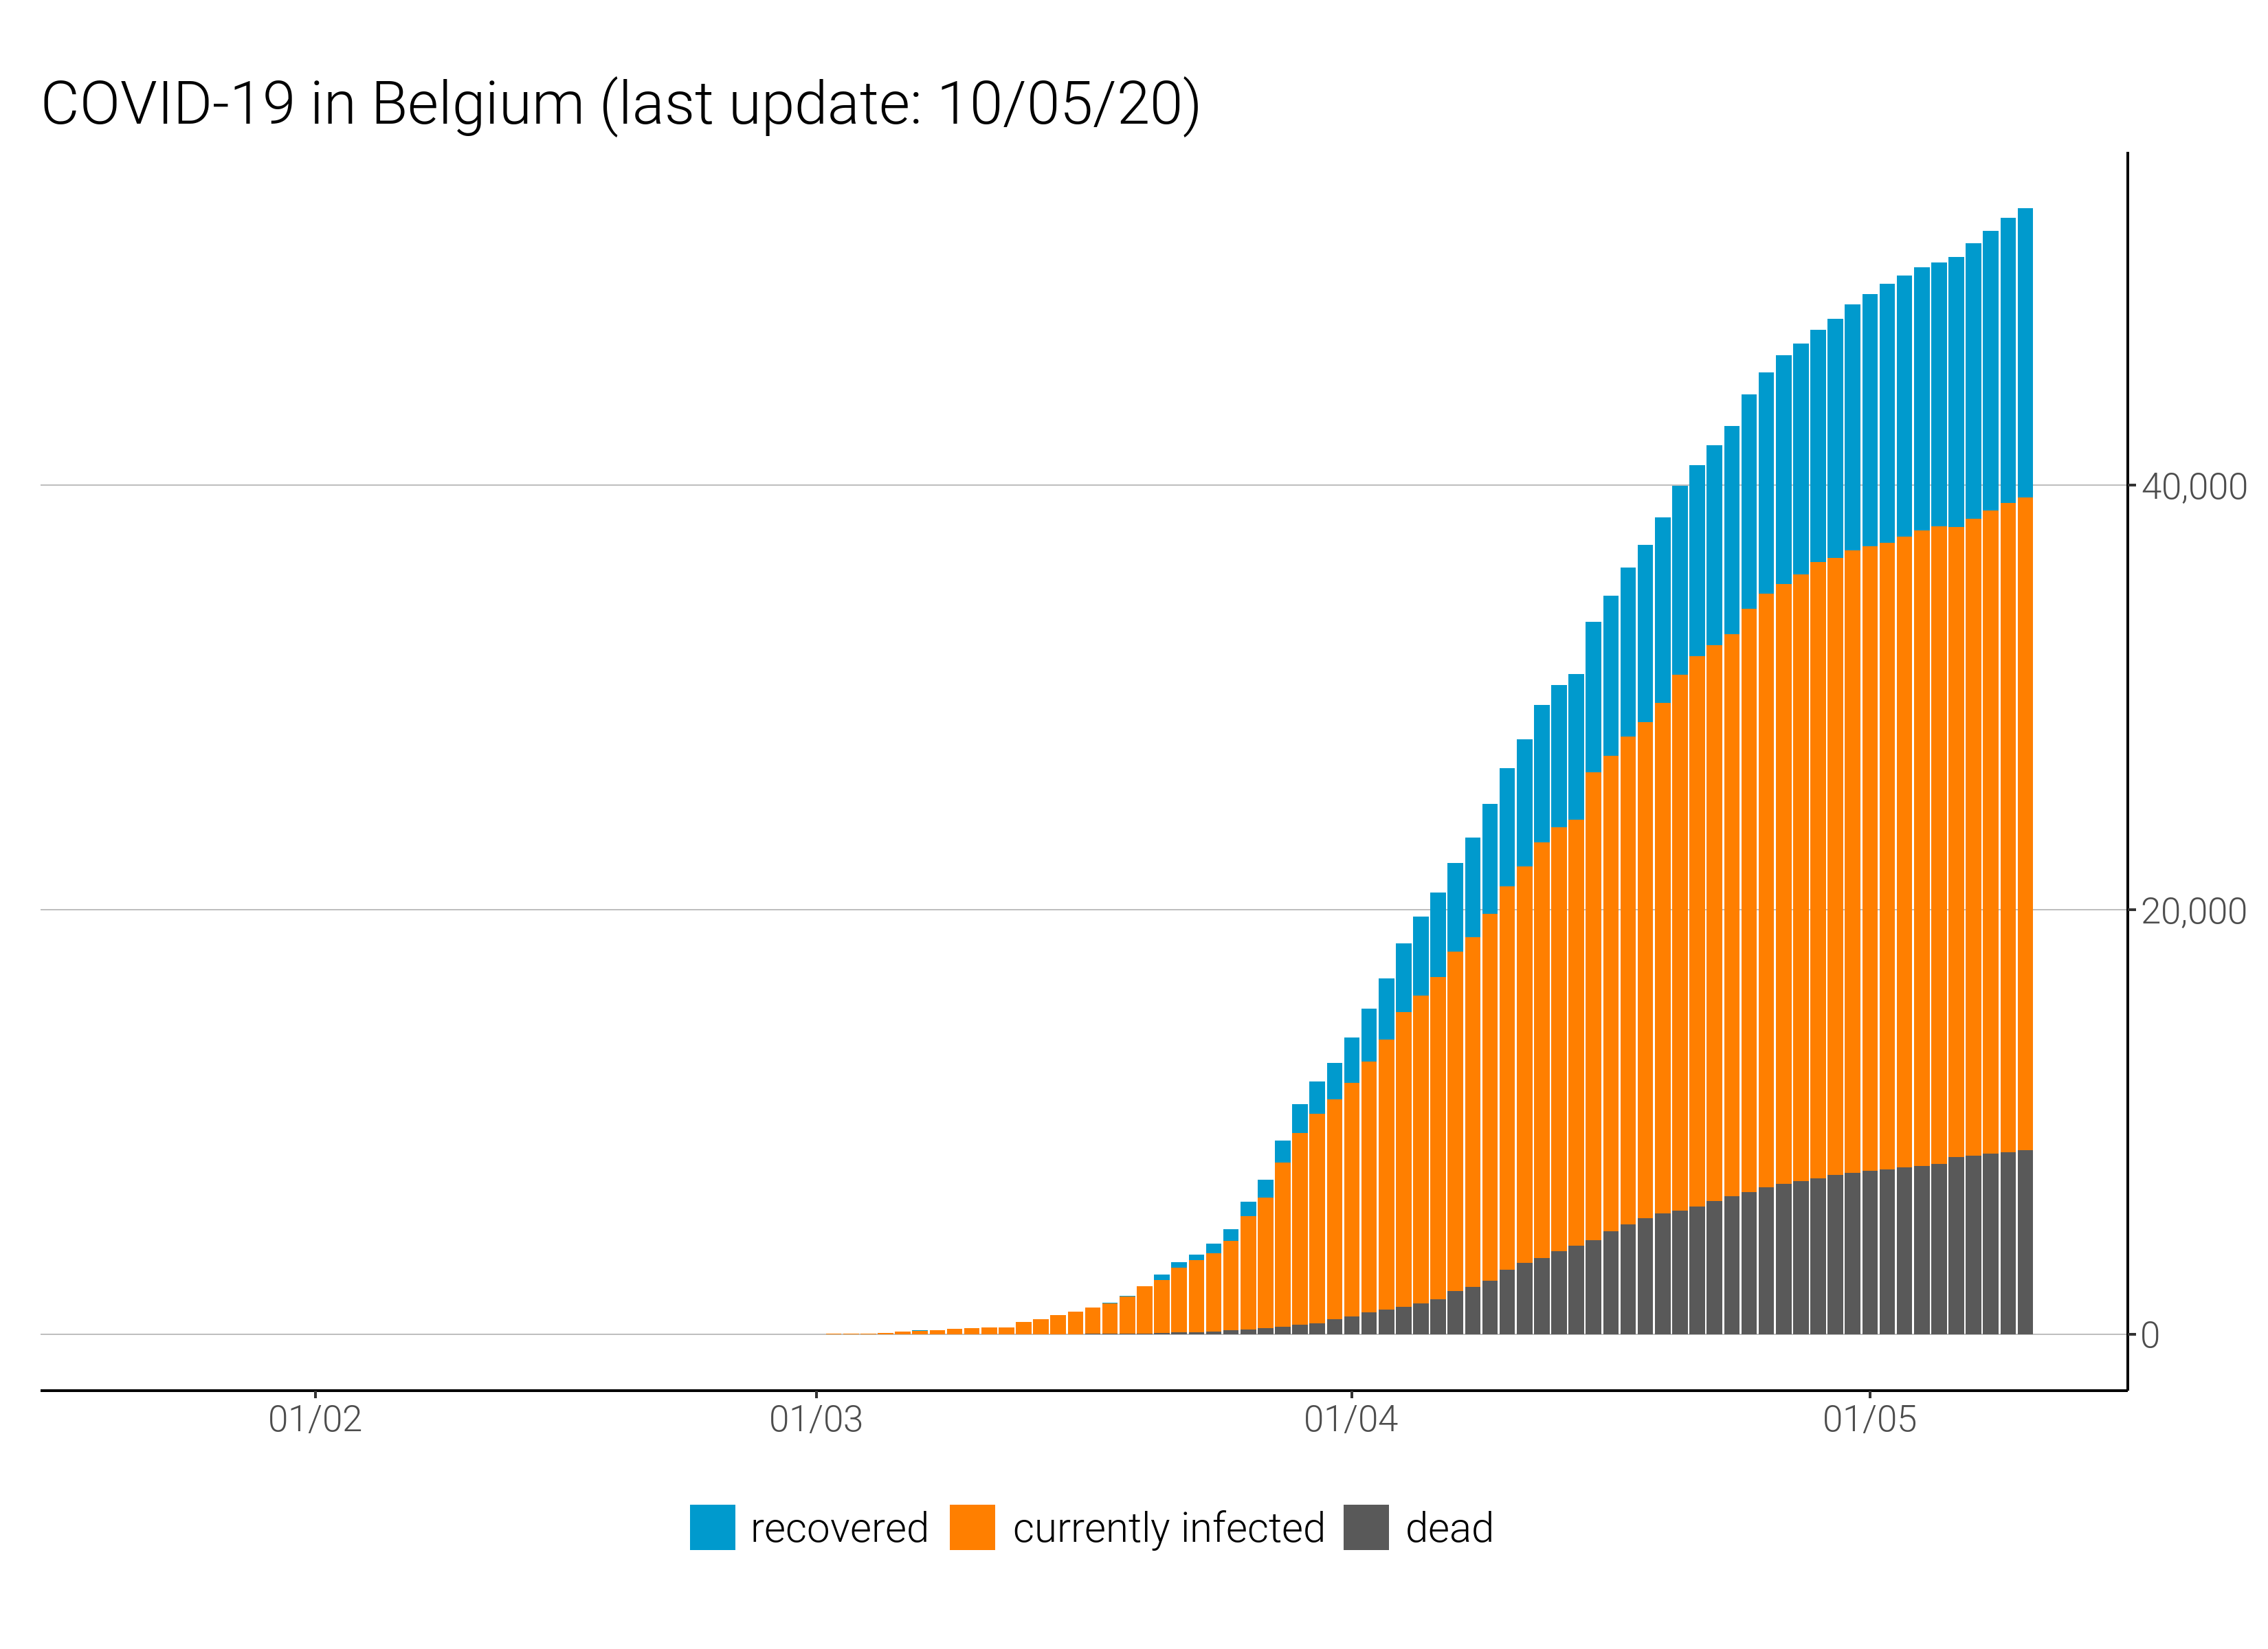 COVID-19 in Belgium (last update: 10/05/20)
40,000
20,000
0
01/02 01/03 01/04 01/05
recovered currently infected dead